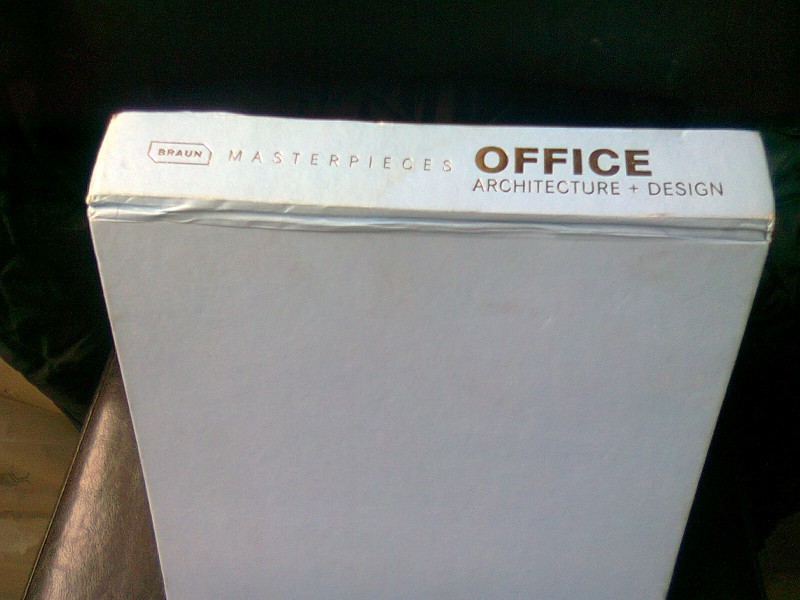 BRAUN MASTERPIECES OFFICE
ARCHITECTURE + DESIGN